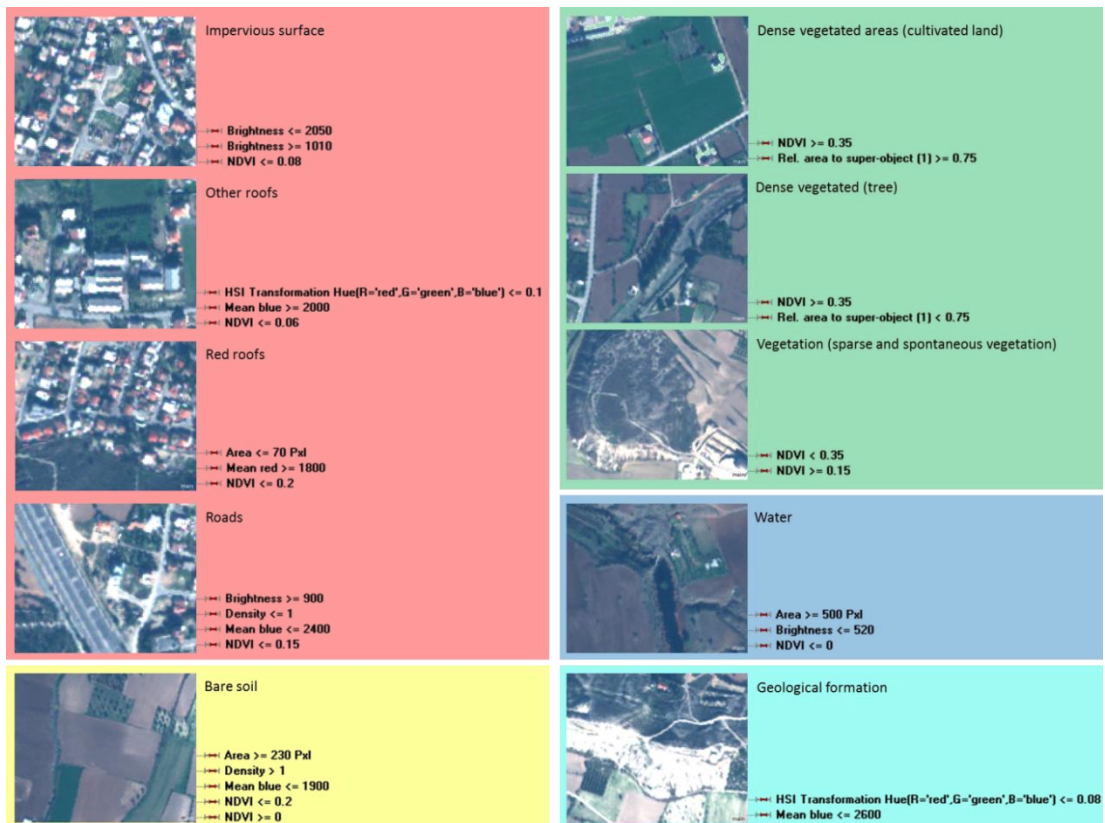 Impervious surface
Brightness <= 2050
Brightness >= 1010
NDVI <= 0.08
Other roofs
HSI Transformation Hue(R='red',G='green',B='blue') <= 0.1
Mean blue >= 2000
NDVI <= 0.06
Red roofs
Area <= 70 Pxl
Mean red >= 1800
NDVI <= 0.2
Roads
Brightness >= 900
Density <= 1
Mean blue <= 2400
NDVI <= 0.15
Bare soil
Area >= 230 Pxl
Density > 1
Mean blue <= 1900
NDVI <= 0.2
NDVI >= 0
Dense vegetated areas (cultivated land)
NDVI >= 0.35
Rel. area to super-object (1) >= 0.75
Dense vegetated (tree)
NDVI >= 0.35
Rel. area to super-object (1) < 0.75
Vegetation (sparse and spontaneous vegetation)
NDVI < 0.35
NDVI >= 0.15
Water
Area >= 500 Pxl
Brightness <= 520
NDVI <= 0
Geological formation
HSI Transformation Hue(R='red',G='green',B='blue') <= 0.08
Mean blue <= 2600